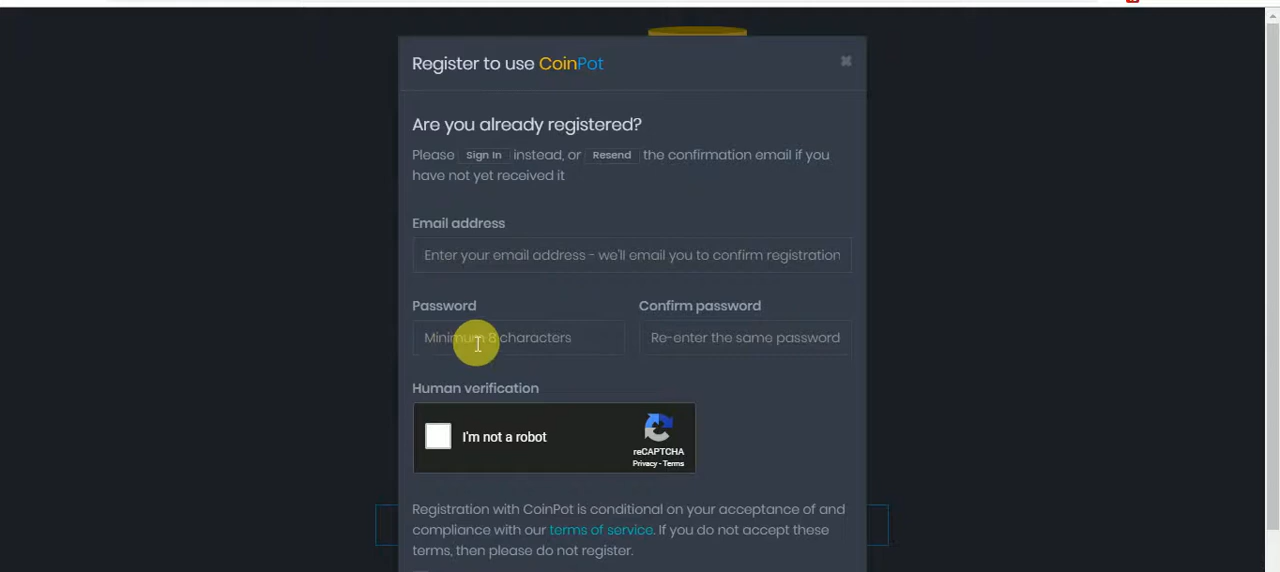 Register to use CoinPot
Are you already registered?
Please Sign In instead, or Resend the confirmation email if you
have not yet received it
Email address
Enter your email address - we'll email you to confirm registration
Password Confirm password
Minimum 8 characters Re-enter the same password
Human verification
I'm not a robot
reCAPTCHA
Privacy - Terms
Registration with CoinPot is conditional on your acceptance of and
compliance with our terms of service. If you do not accept these
terms, then please do not register.